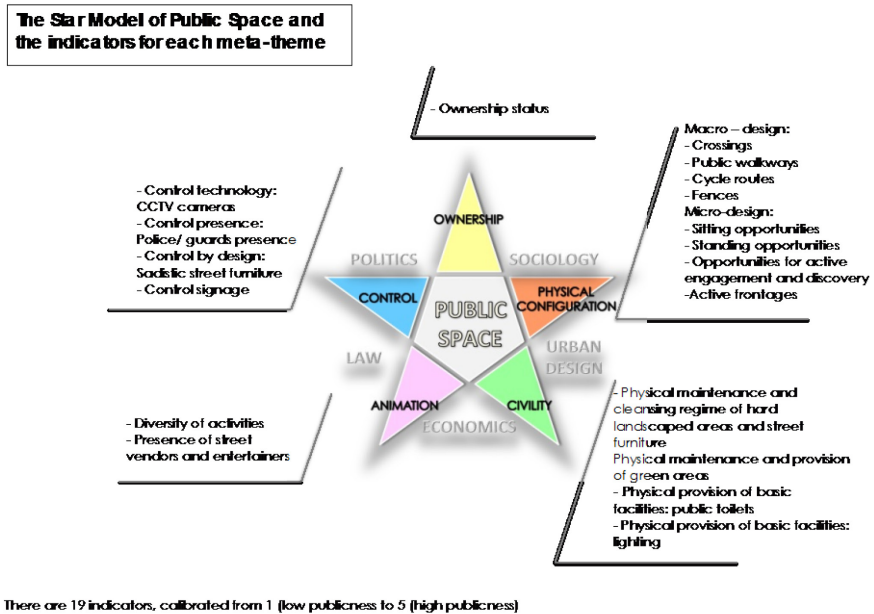 The Star Model of Public Space and
the indicators for each meta-theme
- Ownership status
Macro – design:
- Crossings
- Public walkways
- Cycle routes
- Fences
Micro-design:
- Sitting opportunities
- Standing opportunities
- Opportunities for active
engagement and discovery
-Active frontages
- Control technology:
CCTV cameras
- Control presence:
Police/ guards presence
- Control by design:
Sadistic street furniture
- Control signage
OWNERSHIP
POLITICS
SOCIOLOGY
CONTROL
PHYSICAL
CONFIGURATION
PUBLIC
SPACE
LAW
URBAN
DESIGN
ANIMATION
CIVILITY
ECONOMICS
- Diversity of activities
- Presence of street
vendors and entertainers
- Physical maintenance and
cleansing regime of hard
landscaped areas and street
furniture
Physical maintenance and provision
of green areas
- Physical provision of basic
facilities: public toilets
- Physical provision of basic facilities:
lighting
There are 19 indicators, calibrated from 1 (low publicness to 5 (high publicness)